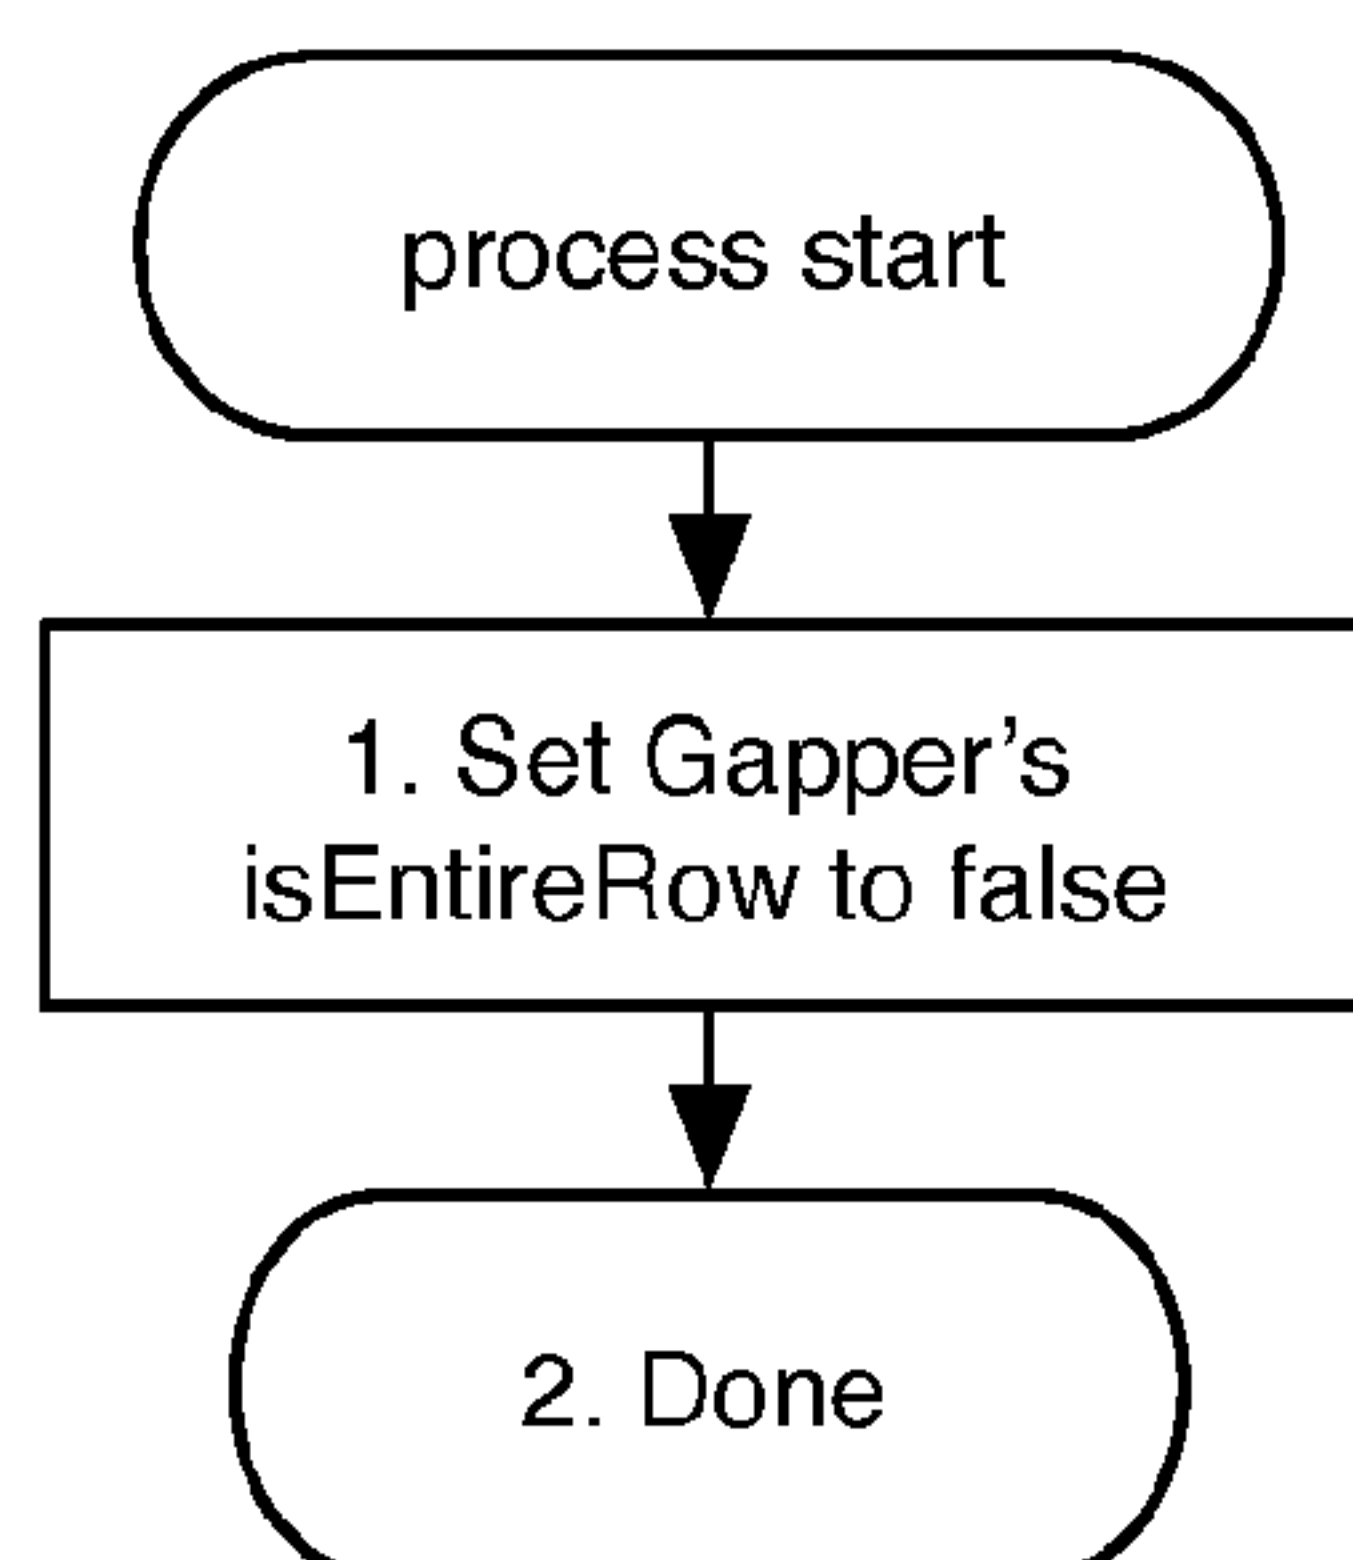 process start
1. Set Gapper’s
isEntireRow to false
2. Done